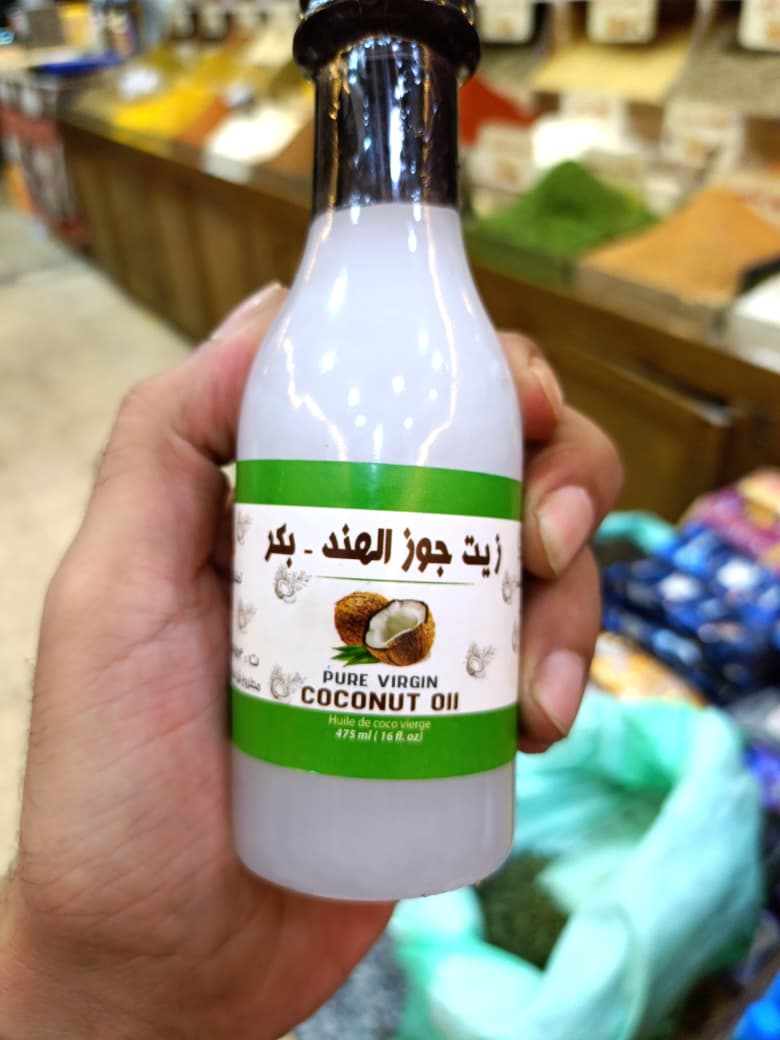 زيت جوز الهند - بكر
PURE VIRGIN
COCONUT OIl
Huile de coco vierge
475 ml ( 16 fl. oz)